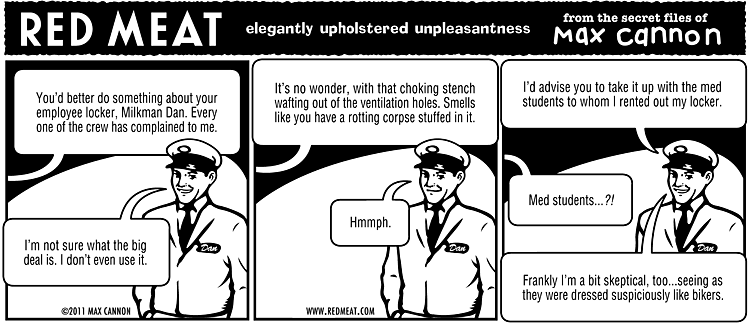 RED MEAT
elegantly upholstered unpleasantness
from the secret files of
Max Cannon
You'd better do something about your
employee locker, Milkman Dan. Every
one of the crew has complained to me.
I'm not sure what the big
deal is. I don't even use it.
Dan
©2011 MAX CANNON
It's no wonder, with that choking stench
wafting out of the ventilation holes. Smells
like you have a rotting corpse stuffed in it.
Hmmph.
Dan
WWW.REDMEAT.COM
I'd advise you to take it up with the med
students to whom I rented out my locker.
Med students...?!
Dan
Frankly I'm a bit skeptical, too...seeing as
they were dressed suspiciously like bikers.